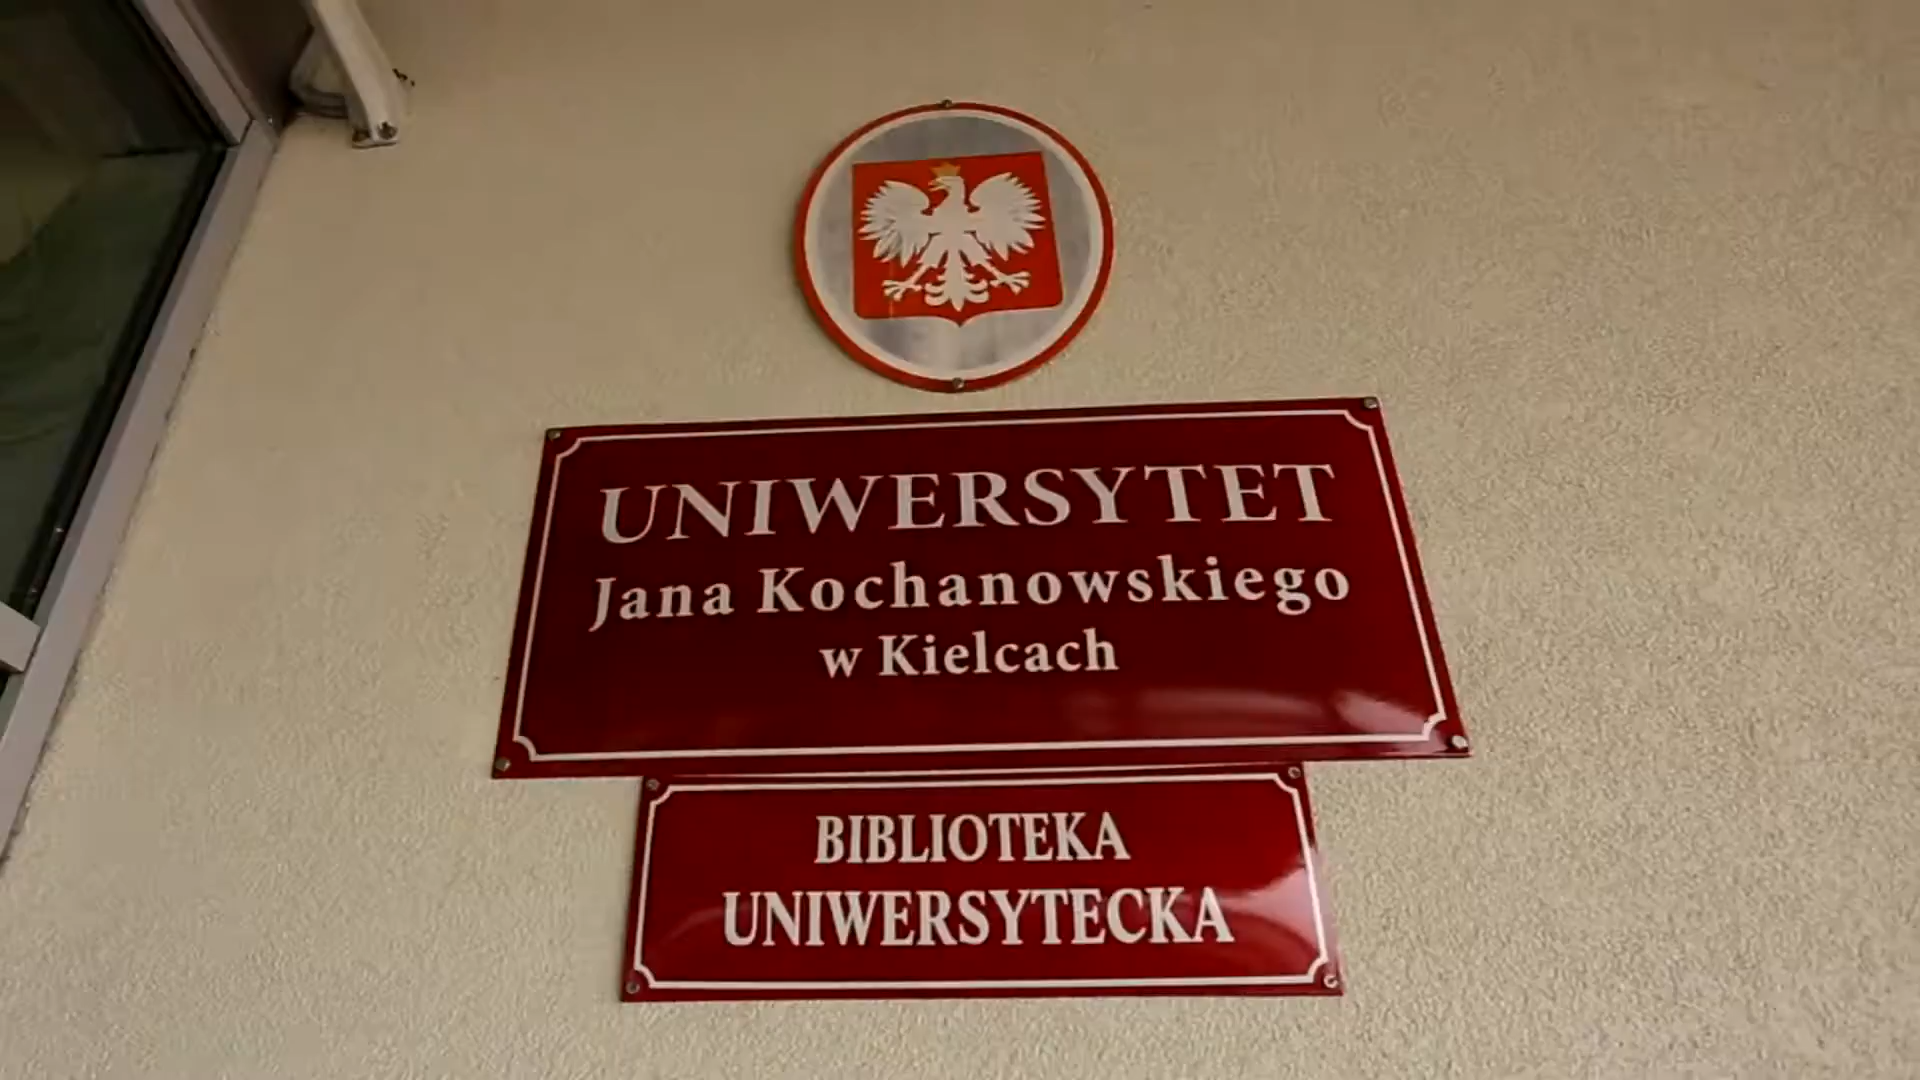 UNIWERSYTET
Jana Kochanowskiego
w Kielcach
BIBLIOTEKA
UNIWERSYTECKA